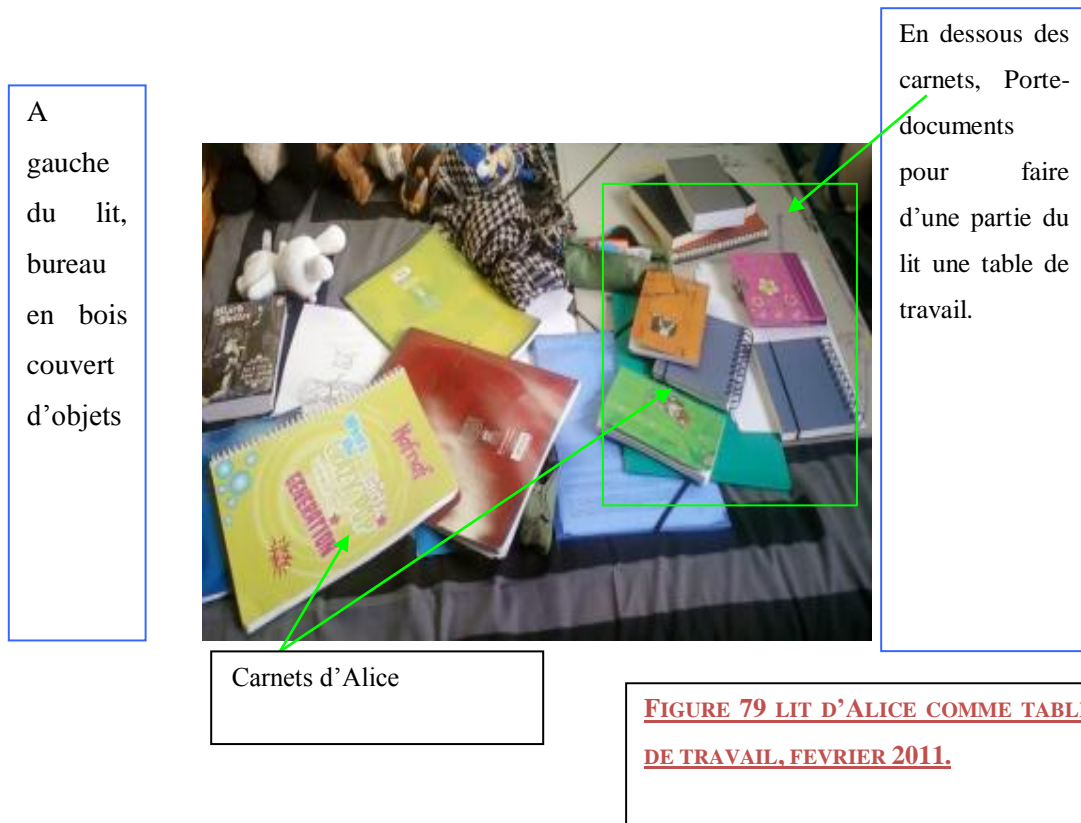 A
gauche
du lit,
bureau
en bois
couvert
d’objets
En dessous des
carnets, Porte-
documents
pour faire
d’une partie du
lit une table de
travail.
GENERATION
Carnets d’Alice
FIGURE 79 LIT D’ALICE COMME TABLE
DE TRAVAIL, FEVRIER 2011.